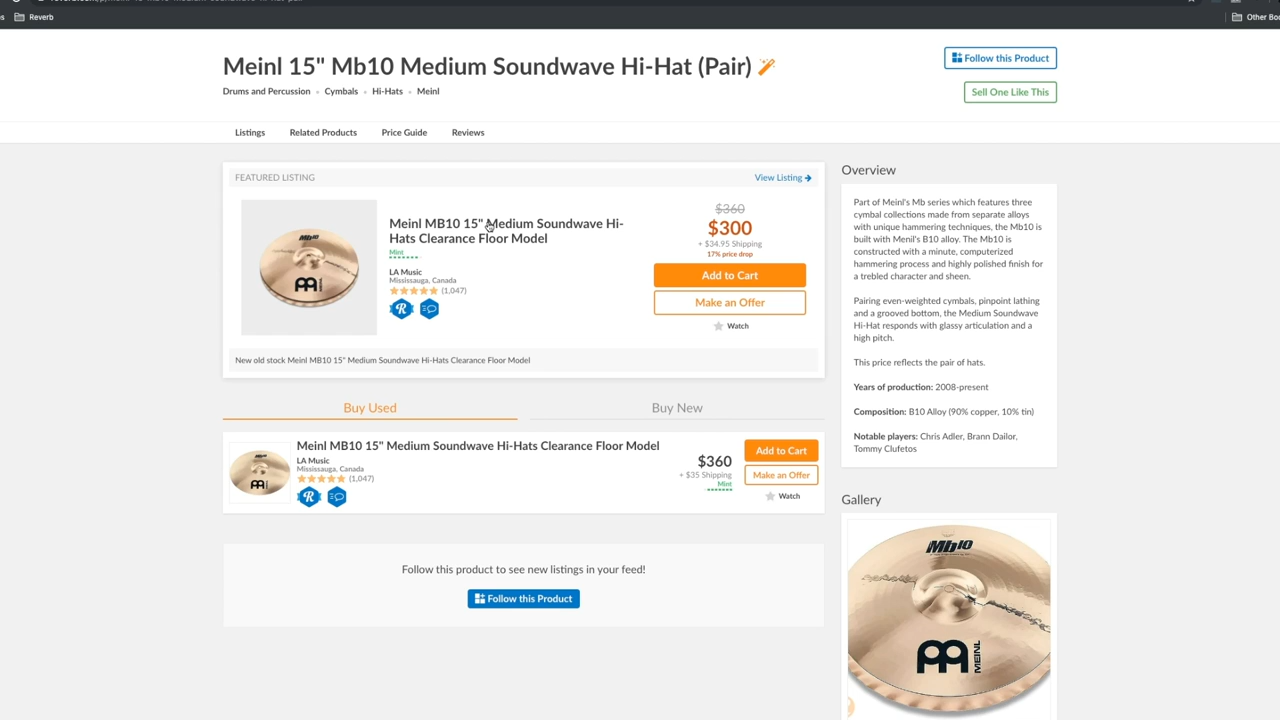 Reverb
Other Boo
Meinl 15" Mb10 Medium Soundwave Hi-Hat (Pair)
Follow this Product
Drums and Percussion • Cymbals • Hi-Hats • Meinl
Sell One Like This
Listings Related Products Price Guide Reviews
FEATURED LISTING
View Listing
Meinl MB10 15" Medium Soundwave Hi-
Hats Clearance Floor Model
Mint
LA Music
Mississauga, Canada
(1,047)
$360
$300
+ $34.95 Shipping
17% price drop
Add to Cart
Make an Offer
Watch
Mb10
MEINL
New old stock Meinl MB10 15" Medium Soundwave Hi-Hats Clearance Floor Model
Buy Used
Buy New
Meinl MB10 15" Medium Soundwave Hi-Hats Clearance Floor Model
LA Music
Mississauga, Canada
(1,047)
$360
+ $35 Shipping
Mint
Add to Cart
Make an Offer
Watch
Follow this product to see new listings in your feed!
Follow this Product
Overview
Part of Meinl's Mb series which features three
cymbal collections made from separate alloys
with unique hammering techniques, the Mb10 is
built with Menil's B10 alloy. The Mb10 is
constructed with a minute, computerized
hammering process and highly polished finish for
a trebled character and sheen.
Pairing even-weighted cymbals, pinpoint lathing
and a grooved bottom, the Medium Soundwave
Hi-Hat responds with glassy articulation and a
high pitch.
This price reflects the pair of hats.
Years of production: 2008-present
Composition: B10 Alloy (90% copper, 10% tin)
Notable players: Chris Adler, Brann Dailor,
Tommy Clufetos
Gallery
Mb10
MEINL